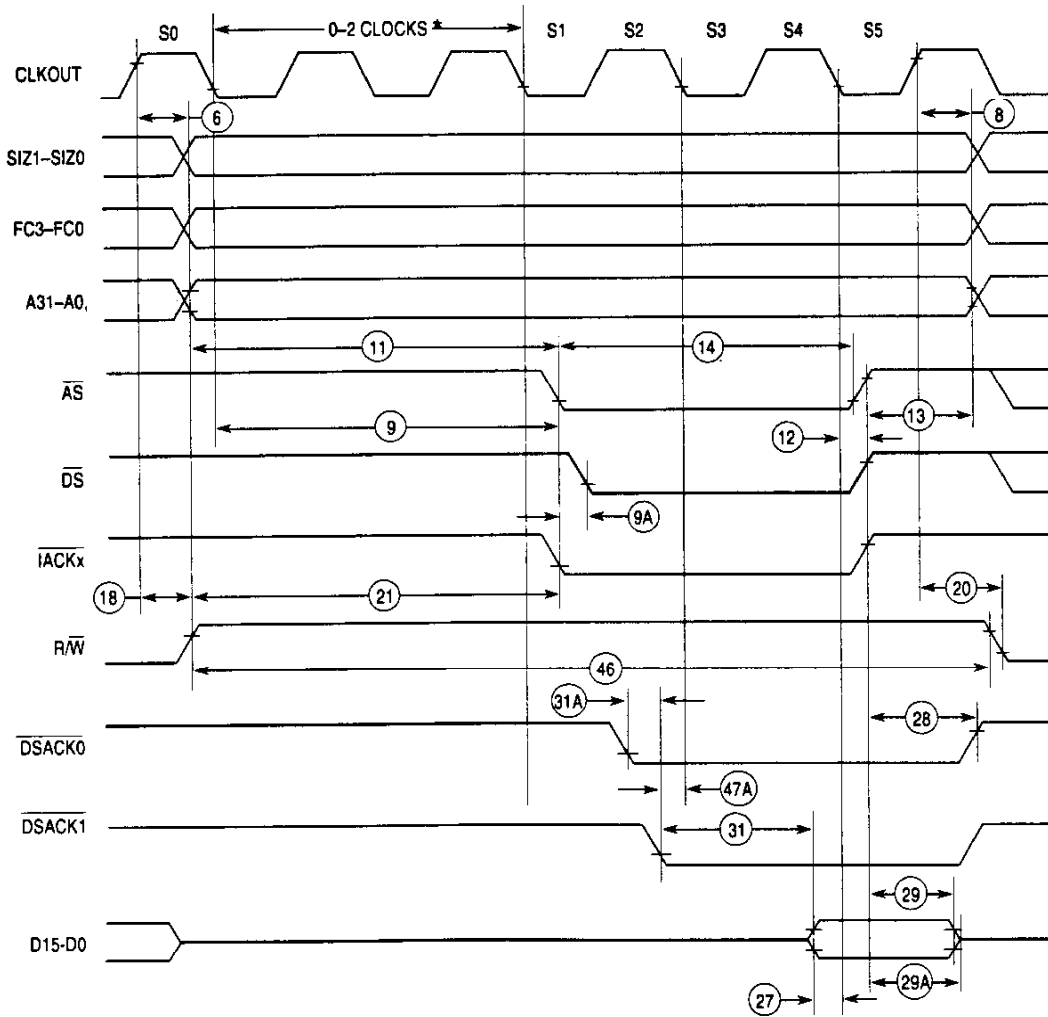 S0 0–2 CLOCKS * S1 S2 S3 S4 S5
CLKOUT
6 8
SIZ1–SIZ0
FC3–FC0
A31–A0
11 14
AS
9 12 13
DS
9A
IACKx
18 21 20
R/W
46
31A 28
DSACK0
47A
DSACK1
31
29
D15-D0
27 29A